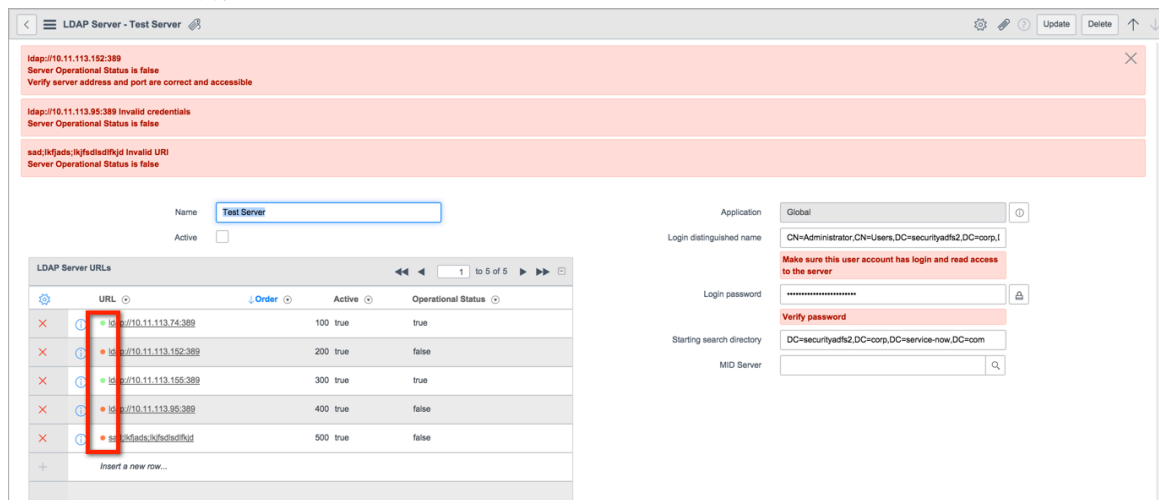 LDAP Server - Test Server
Update
Delete
ldap://10.11.113.152:389
Server Operational Status is false
Verify server address and port are correct and accessible
ldap://10.11.113.95:389 Invalid credentials
Server Operational Status is false
sad;lkfjads;lkjfsdlsdlfkjd Invalid URI
Server Operational Status is false
Name
Test Server
Active
Application
Global
Login distinguished name
CN=Administrator,CN=Users,DC=securityadfs2,DC=corp,
Make sure this user account has login and read access
to the server
Login password
Verify password
Starting search directory
DC=securityadfs2,DC=corp,DC=service-now,DC=com
MID Server
LDAP Server URLs
1 to 5 of 5
URL Order Active Operational Status
ldap://10.11.113.74:389 100 true true
ldap://10.11.113.152:389 200 true false
ldap://10.11.113.155:389 300 true true
ldap://10.11.113.95:389 400 true false
sad;lkfjads;lkjfsdlsdlfkjd 500 true false
Insert a new row...